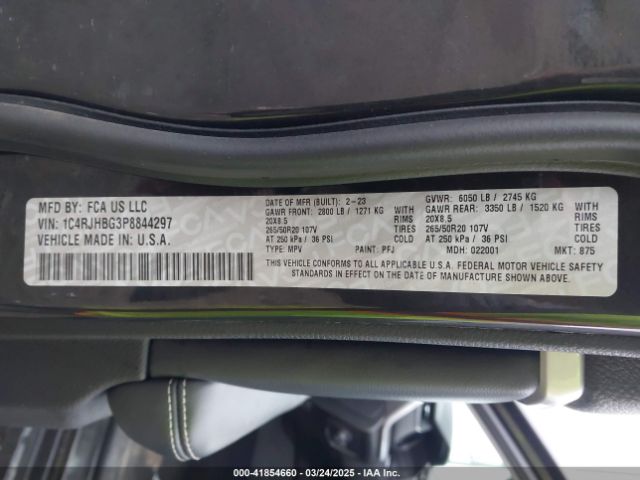 MFD BY: FCA US LLC
VIN: 1C4RJHBG3P8844297
VEHICLE MADE IN: U.S.A.
DATE OF MFR (BUILT): 2-23
GAWR FRONT: 2800 LB / 1271 KG WITH
20X8.5 RIMS
265/50R20 107V TIRES
AT 250 kPa / 36 PSI
TYPE: MPV PAINT: PFJ
GVWR: 6050 LB / 2745 KG
GAWR REAR: 3350 LB / 1520 KG WITH
20X8.5 RIMS
265/50R20 107V TIRES
AT 250 kPa / 36 PSI
MDH: 022001 MKT: 875
THIS VEHICLE CONFORMS TO ALL APPLICABLE U.S.A. FEDERAL MOTOR VEHICLE SAFETY
STANDARDS IN EFFECT ON THE DATE OF MANUFACTURE SHOWN ABOVE.
000-41854660 - 03/24/2025 - IAA Inc.